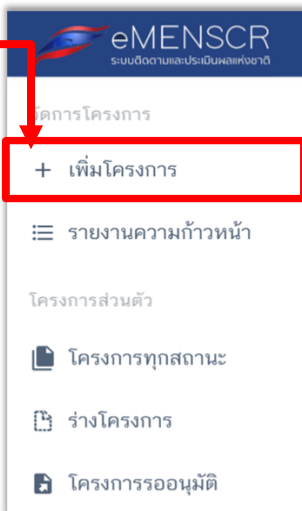 eMENSCR
ระบบติดตามและประเมินผลแห่งชาติ
จัดการโครงการ
+ เพิ่มโครงการ
รายงานความก้าวหน้า
โครงการส่วนตัว
โครงการทุกสถานะ
ร่างโครงการ
โครงการรออนุมัติ